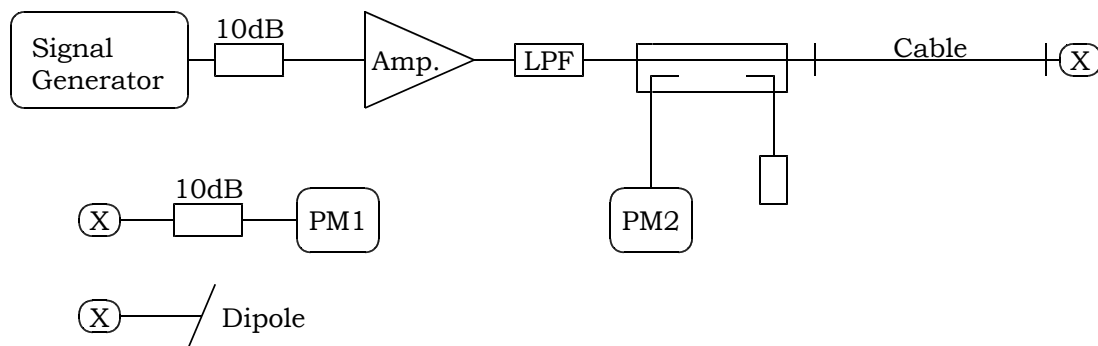 Signal
Generator
10dB
Amp.
LPF
Cable
X
X
10dB
PM1
PM2
X
Dipole